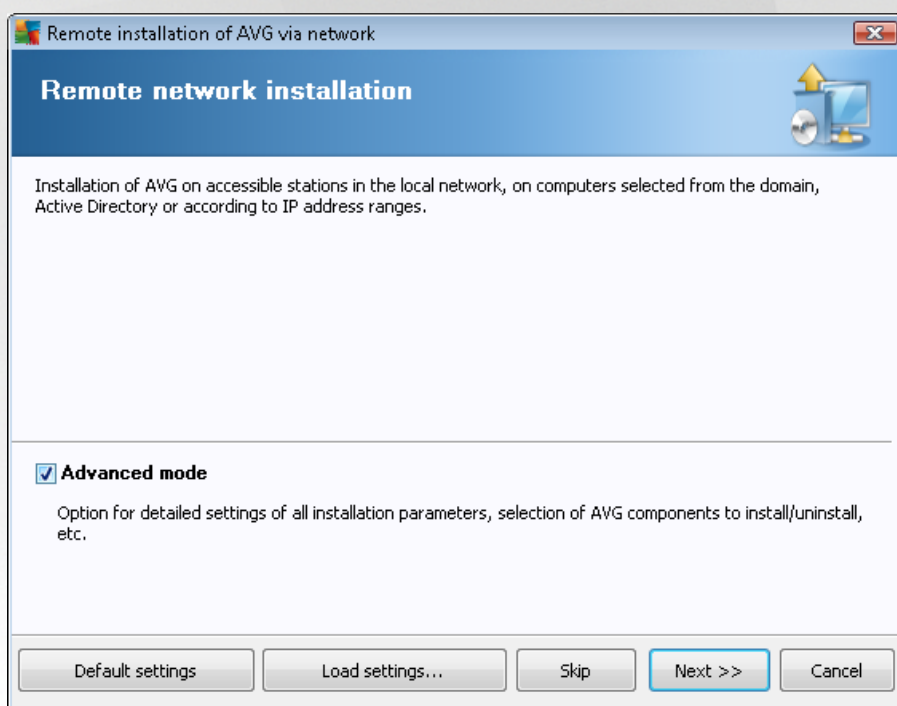 Remote installation of AVG via network
Remote network installation
Installation of AVG on accessible stations in the local network, on computers selected from the domain,
Active Directory or according to IP address ranges.
Advanced mode
Option for detailed settings of all installation parameters, selection of AVG components to install/uninstall,
etc.
Default settings
Load settings...
Skip
Next >>
Cancel